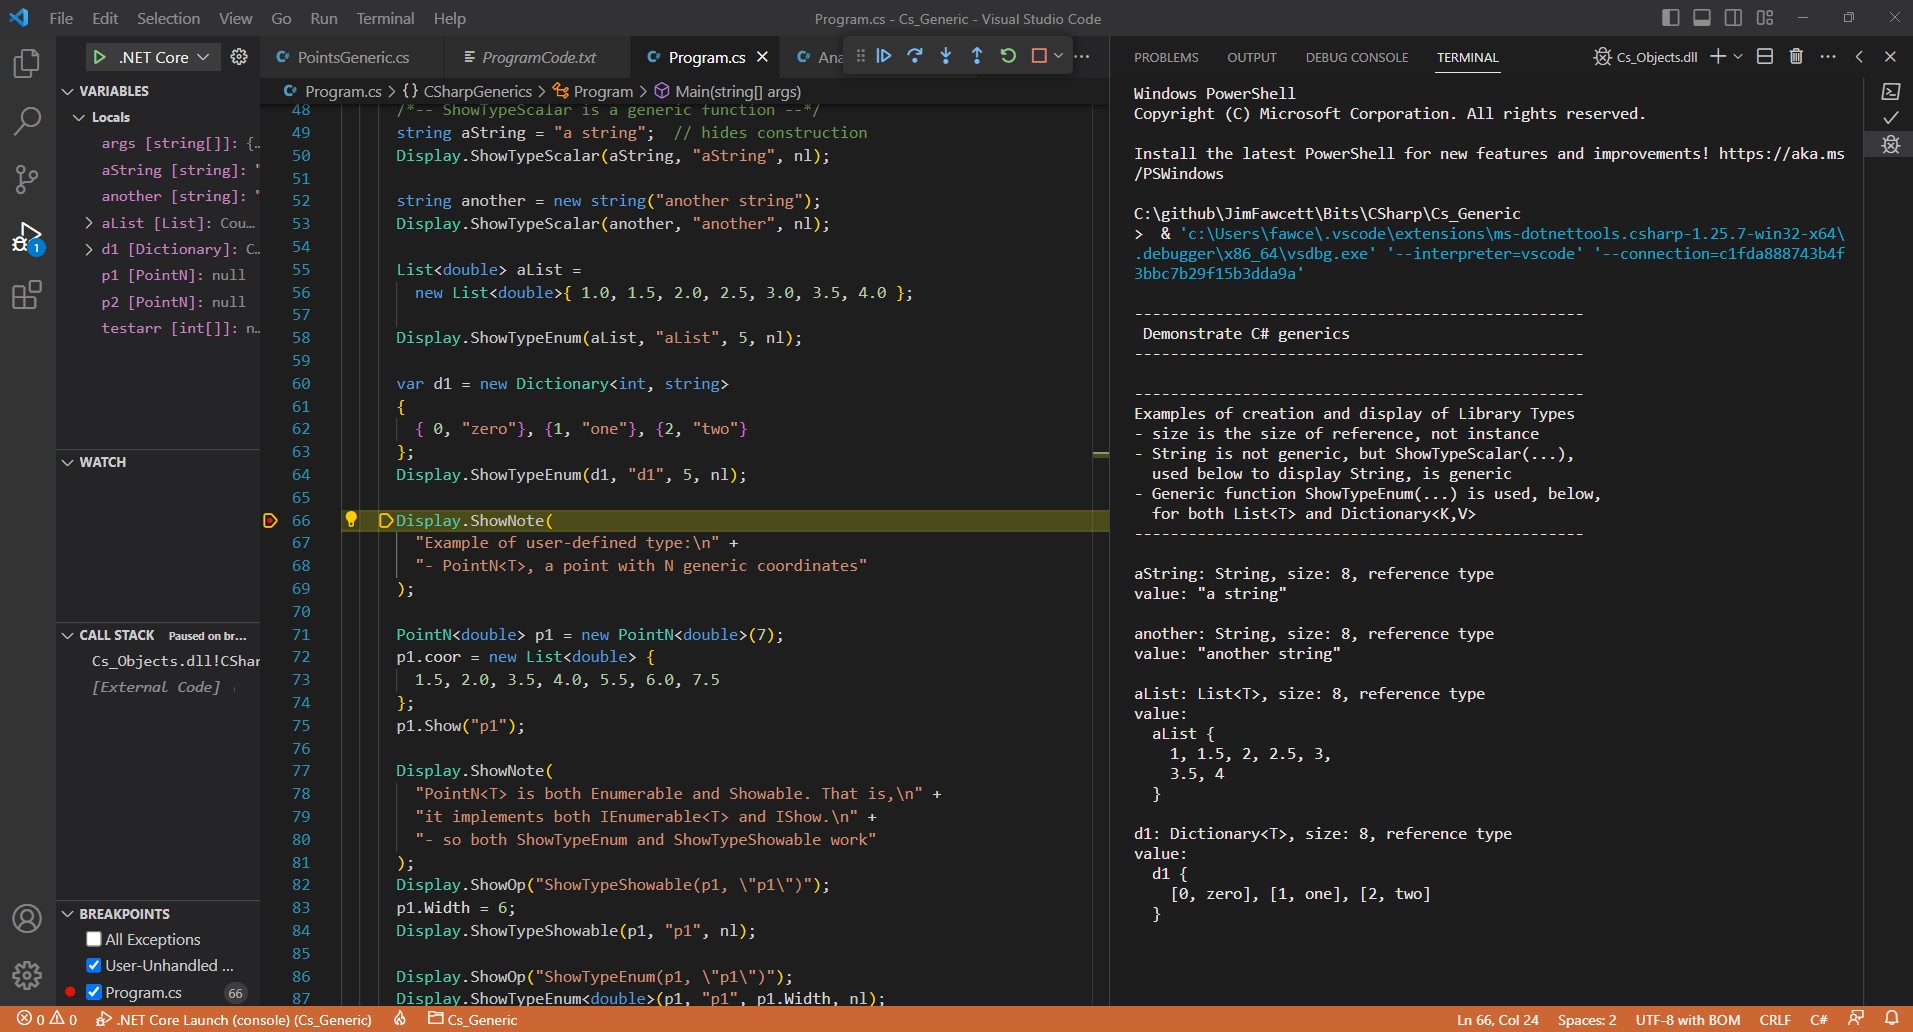 File Edit Selection View Go Run Terminal Help
Program.cs - Cs_Generic - Visual Studio Code
.NET Core
VARIABLES
Locals
args [string[]]: {…
aString [string]: "
another [string]: "
aList [List]: Cou…
d1 [Dictionary]: C…
p1 [PointN]: null
p2 [PointN]: null
testarr [int[]]: n…
WATCH
CALL STACK Paused on br...
Cs_Objects.dll!CShar
[External Code]
BREAKPOINTS
All Exceptions
User-Unhandled ...
Program.cs 66
1
PointsGeneric.cs ProgramCode.txt Program.cs Ana
Program.cs > {} CSharpGenerics > Program > Main(string[] args)
48 /*-- ShowTypeScalar is a generic function --*/
49 string aString = "a string"; // hides construction
50 Display.ShowTypeScalar(aString, "aString", nl);
51
52 string another = new string("another string");
53 Display.ShowTypeScalar(another, "another", nl);
54
55 List<double> aList =
56 new List<double>{ 1.0, 1.5, 2.0, 2.5, 3.0, 3.5, 4.0 };
57
58 Display.ShowTypeEnum(aList, "aList", 5, nl);
59
60 var d1 = new Dictionary<int, string>
61 {
62 { 0, "zero"}, {1, "one"}, {2, "two"}
63 };
64 Display.ShowTypeEnum(d1, "d1", 5, nl);
65
66 Display.ShowNote(
67 "Example of user-defined type:\n" +
68 "- PointN<T>, a point with N generic coordinates"
69 );
70
71 PointN<double> p1 = new PointN<double>(7);
72 p1.coor = new List<double> {
73 1.5, 2.0, 3.5, 4.0, 5.5, 6.0, 7.5
74 };
75 p1.Show("p1");
76
77 Display.ShowNote(
78 "PointN<T> is both Enumerable and Showable. That is,\n" +
79 "it implements both IEnumerable<T> and IShow.\n" +
80 "- so both ShowTypeEnum and ShowTypeShowable work"
81 );
82 Display.ShowOp("ShowTypeShowable(p1, \"p1\")");
83 p1.Width = 6;
84 Display.ShowTypeShowable(p1, "p1", nl);
85
86 Display.ShowOp("ShowTypeEnum(p1, \"p1\")");
87 Display.ShowTypeEnum<double>(p1, "p1", p1.Width, nl);
PROBLEMS OUTPUT DEBUG CONSOLE TERMINAL Cs_Objects.dll
Windows PowerShell
Copyright (C) Microsoft Corporation. All rights reserved.
Install the latest PowerShell for new features and improvements! https://aka.ms
/PSWindows
C:\github\JimFawcett\Bits\CSharp\Cs_Generic
> & 'c:\Users\fawce\.vscode\extensions\ms-dotnettools.csharp-1.25.7-win32-x64\
.debugger\x86_64\vsdbg.exe' '--interpreter=vscode' '--connection=c1fda888743b4f
3bbc7b29f15b3dda9a'
--------------------------------------------------
Demonstrate C# generics
--------------------------------------------------
--------------------------------------------------
Examples of creation and display of Library Types
- size is the size of reference, not instance
- String is not generic, but ShowTypeScalar(...),
used below to display String, is generic
- Generic function ShowTypeEnum(...) is used, below,
for both List<T> and Dictionary<K,V>
--------------------------------------------------
aString: String, size: 8, reference type
value: "a string"
another: String, size: 8, reference type
value: "another string"
aList: List<T>, size: 8, reference type
value:
aList {
1, 1.5, 2, 2.5, 3,
3.5, 4
}
d1: Dictionary<T>, size: 8, reference type
value:
d1 {
[0, zero], [1, one], [2, two]
}
0 0 .NET Core Launch (console) (Cs_Generic) Cs_Generic Ln 66, Col 24 Spaces: 2 UTF-8 with BOM CRLF C#